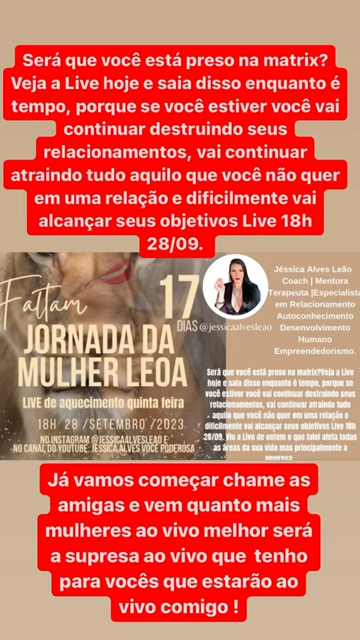 Será que você está preso na matrix?
Veja a Live hoje e saia disso enquanto é
tempo, porque se você estiver você vai
continuar destruindo seus
relacionamentos, vai continuar
atraindo tudo aquilo que você não quer
em uma relação e dificilmente vai
alcançar seus objetivos Live 18h
28/09.
Faltam
17
DIAS @jessicaalvesleao
JORNADA DA
MULHER LEOA
LIVE de aquecimento quinta feira
18H 28 /SETEMBRO /2023
NO.INSTAGRAM @JESSICAALVESLEAO E
NO CANAL DO YOUTUBE: JÉSSICA ALVES VOCÊ PODEROSA
Jéssica Alves Leão
Coach | Mentora
Terapeuta |Especialista
em Relacionamento
Autoconhecimento
Desenvolvimento
Humano
Empreendedorismo.
Será que você está preso na matrix?Veja a Live
hoje e saia disso enquanto é tempo, porque se
você estiver você vai continuar destruindo seus
relacionamentos, vai continuar atraindo tudo
aquilo que você não quer em uma relação e
dificilmente vai alcançar seus objetivos Live 18h
28/09. Viu a Live de ontem o que falei afeta todas
as áreas da sua vida mas principalmente a
amorosa
Já vamos começar chame as
amigas e vem quanto mais
mulheres ao vivo melhor será
a supresa ao vivo que tenho
para vocês que estarão ao
vivo comigo !